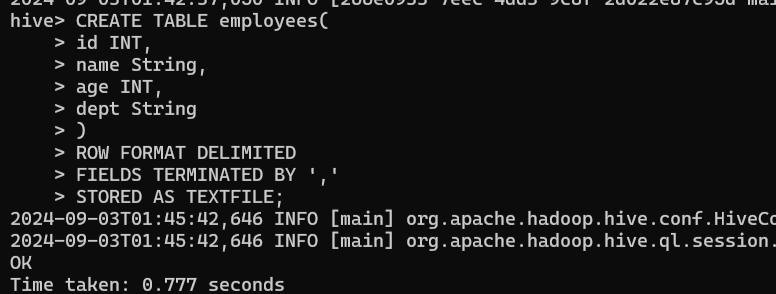 hive> CREATE TABLE employees(
    > id INT,
    > name String,
    > age INT,
    > dept String
    > )
    > ROW FORMAT DELIMITED
    > FIELDS TERMINATED BY ','
    > STORED AS TEXTFILE;
2024-09-03T01:45:42,646 INFO [main] org.apache.hadoop.hive.conf.HiveCo
2024-09-03T01:45:42,646 INFO [main] org.apache.hadoop.hive.ql.session.
OK
Time taken: 0.777 seconds